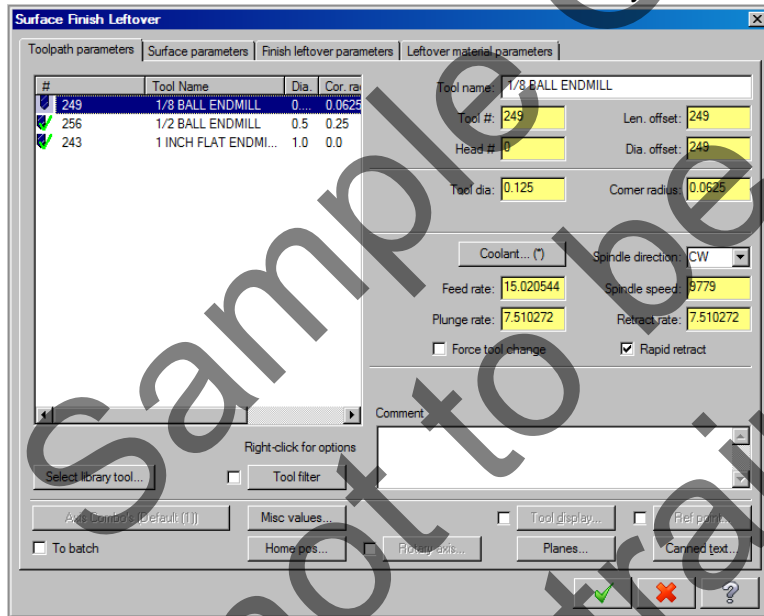 Surface Finish Leftover
Toolpath parameters Surface parameters Finish leftover parameters Leftover material parameters
# Tool Name Dia. Cor. rad
249 1/8 BALL ENDMILL 0.... 0.0625
256 1/2 BALL ENDMILL 0.5 0.25
243 1 INCH FLAT ENDMI... 1.0 0.0
Tool name: 1/8 BALL ENDMILL
Tool #: 249 Len. offset: 249
Head # 0 Dia. offset: 249
Tool dia: 0.125 Corner radius: 0.0625
Coolant... (*) Spindle direction: CW
Feed rate: 15.020544 Spindle speed: 9779
Plunge rate: 7.510272 Retract rate: 7.510272
Force tool change Rapid retract
Comment
Right-click for options
Select library tool... Tool filter
Axis Combo's (Default (1)) Misc values... Tool display... Ref point...
To batch Home pos... Rotary axis... Planes... Canned text...
Sample
not to be
training